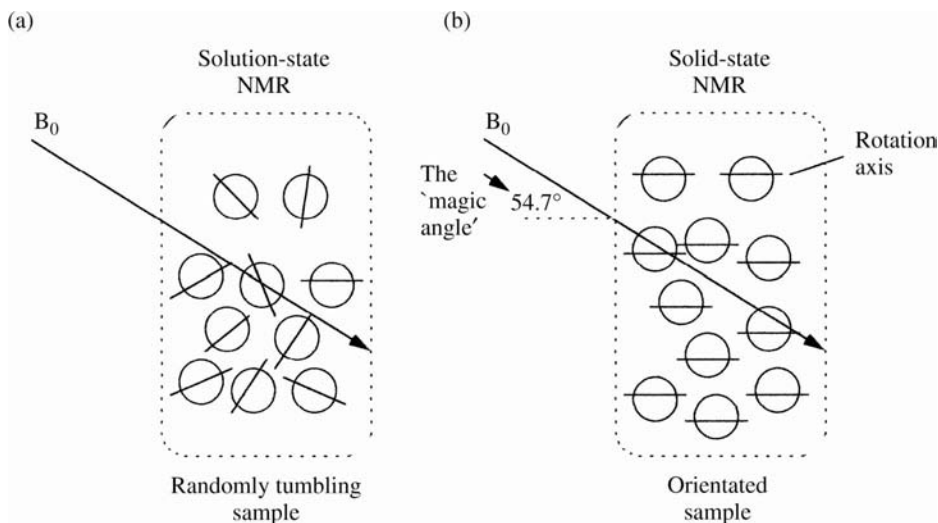 (a)
Solution-state
NMR
B₀
Randomly tumbling
sample
(b)
Solid-state
NMR
B₀
The
`magic
angle′
54.7°
Rotation
axis
Orientated
sample